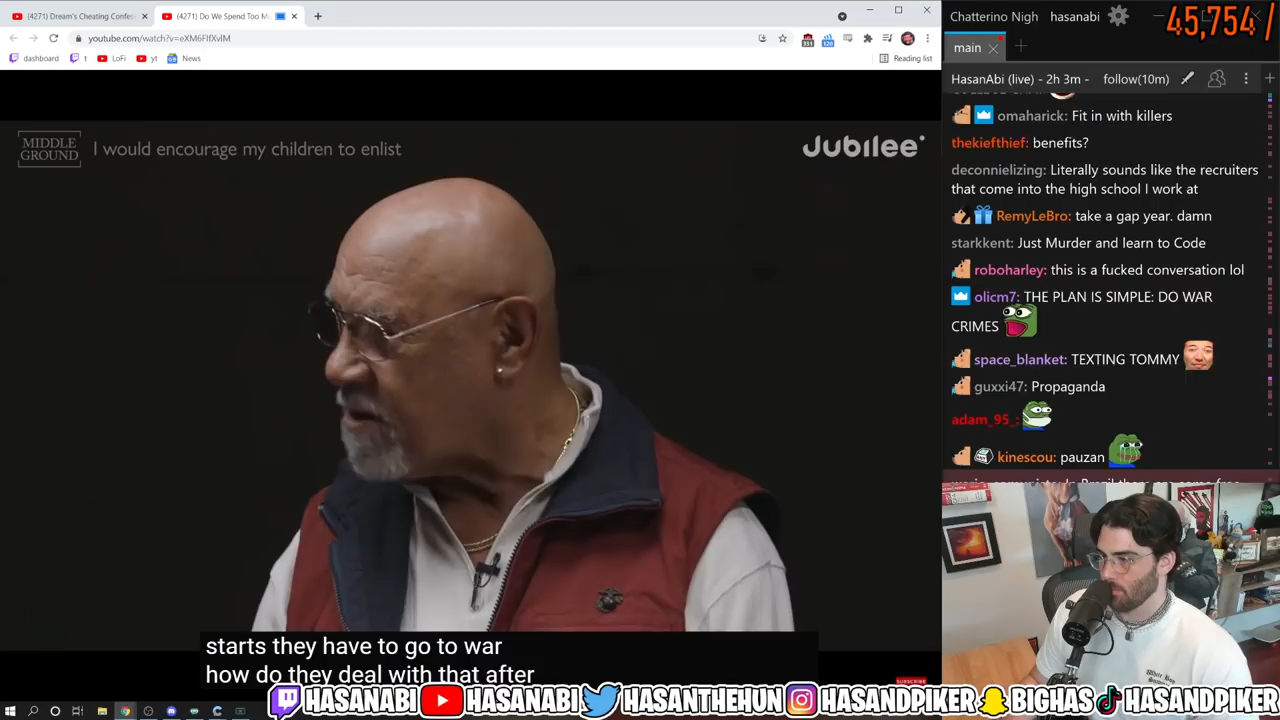 (4271) Dream's Cheating Confes
(4271) Do We Spend Too M
youtube.com/watch?v=eXM6FIfXvlM
331
120
dashboard
t
LoFi
yt
News
Reading list
MIDDLE
GROUND
I would encourage my children to enlist
Jubilee
starts they have to go to war
how do they deal with that after
SUBSCRIBE
Chatterino Nigh
hasanabi
45,754 /
main
HasanAbi (live) - 2h 3m -
follow(10m)
omaharick: Fit in with killers
thekiefthief: benefits?
deconnielizing: Literally sounds like the recruiters
that come into the high school I work at
RemyLeBro: take a gap year. damn
starkkent: Just Murder and learn to Code
roboharley: this is a fucked conversation lol
olicm7: THE PLAN IS SIMPLE: DO WAR
CRIMES
space_blanket: TEXTING TOMMY
guxxi47: Propaganda
adam_95_:
kinescou: pauzan
HASANABI
HASANABI
HASANTHEHUN
HASANDPIKER
BIGHAS
HASANDPIKER